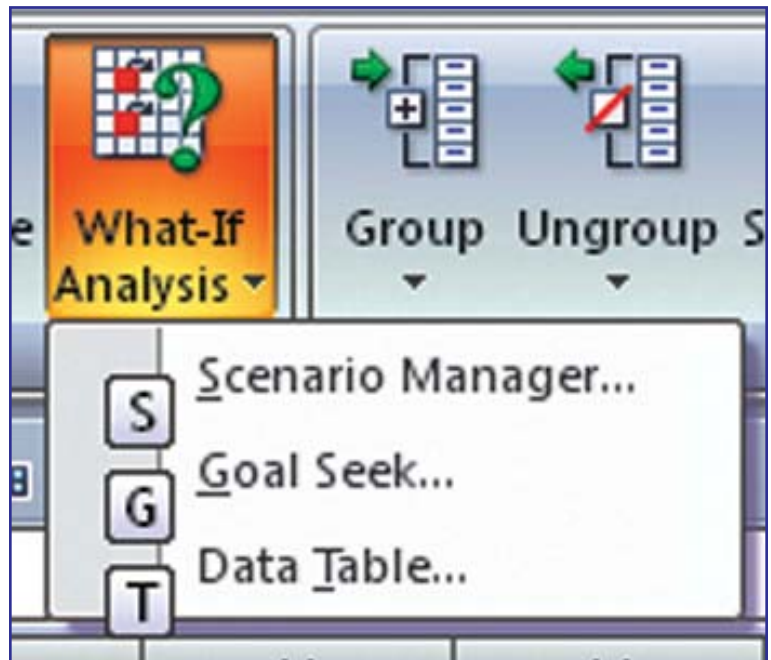 e What-If Analysis
Group
Ungroup
S
S Scenario Manager...
G Goal Seek...
T Data Table...